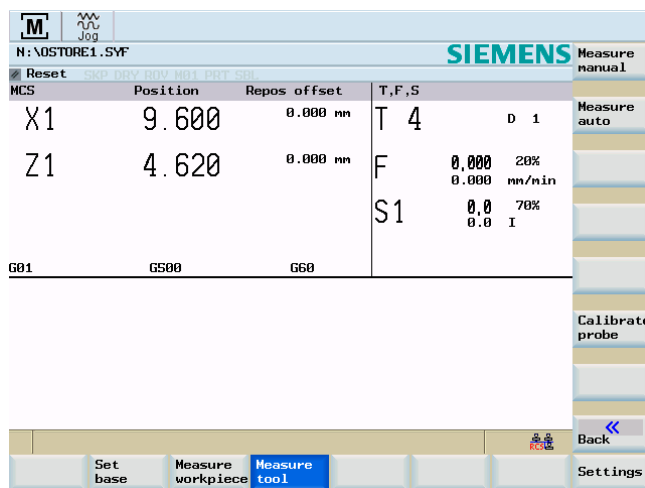 M
Jog
N:\OSTORE1.SYF
SIEMENS
Reset SKP DRY ROV M01 PRT SBL
MCS Position Repos offset T,F,S
X1 9.600 0.000 mm T 4 D 1
Z1 4.620 0.000 mm F 0.000 20%
0.000 mm/min
S1 0.0 70%
0.0 I
G01 G500 G60
Measure
manual
Measure
auto
Calibrate
probe
RCS
«
Back
Set
base
Measure
workpiece
Measure
tool
Settings